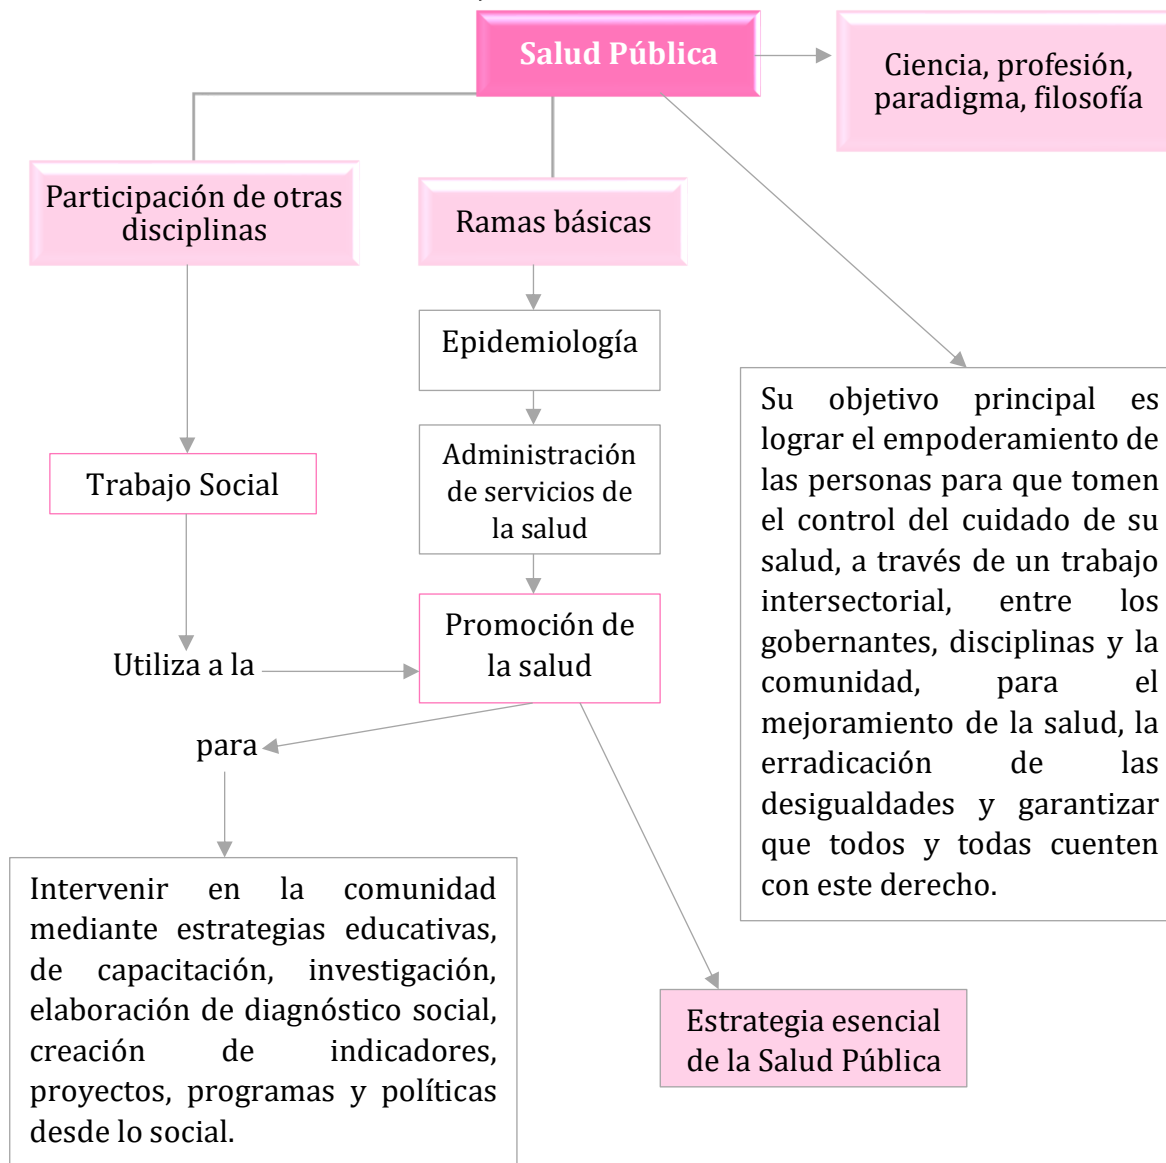 Salud Pública
Ciencia, profesión,
paradigma, filosofía
Participación de otras
disciplinas
Ramas básicas
Epidemiología
Administración
de servicios de
la salud
Trabajo Social
Promoción de
la salud
Utiliza a la
para
Su objetivo principal es
lograr el empoderamiento de
las personas para que tomen
el control del cuidado de su
salud, a través de un trabajo
intersectorial, entre los
gobernantes, disciplinas y la
comunidad, para el
mejoramiento de la salud, la
erradicación de las
desigualdades y garantizar
que todos y todas cuenten
con este derecho.
Intervenir en la comunidad
mediante estrategias educativas,
de capacitación, investigación,
elaboración de diagnóstico social,
creación de indicadores,
proyectos, programas y políticas
desde lo social.
Estrategia esencial
de la Salud Pública